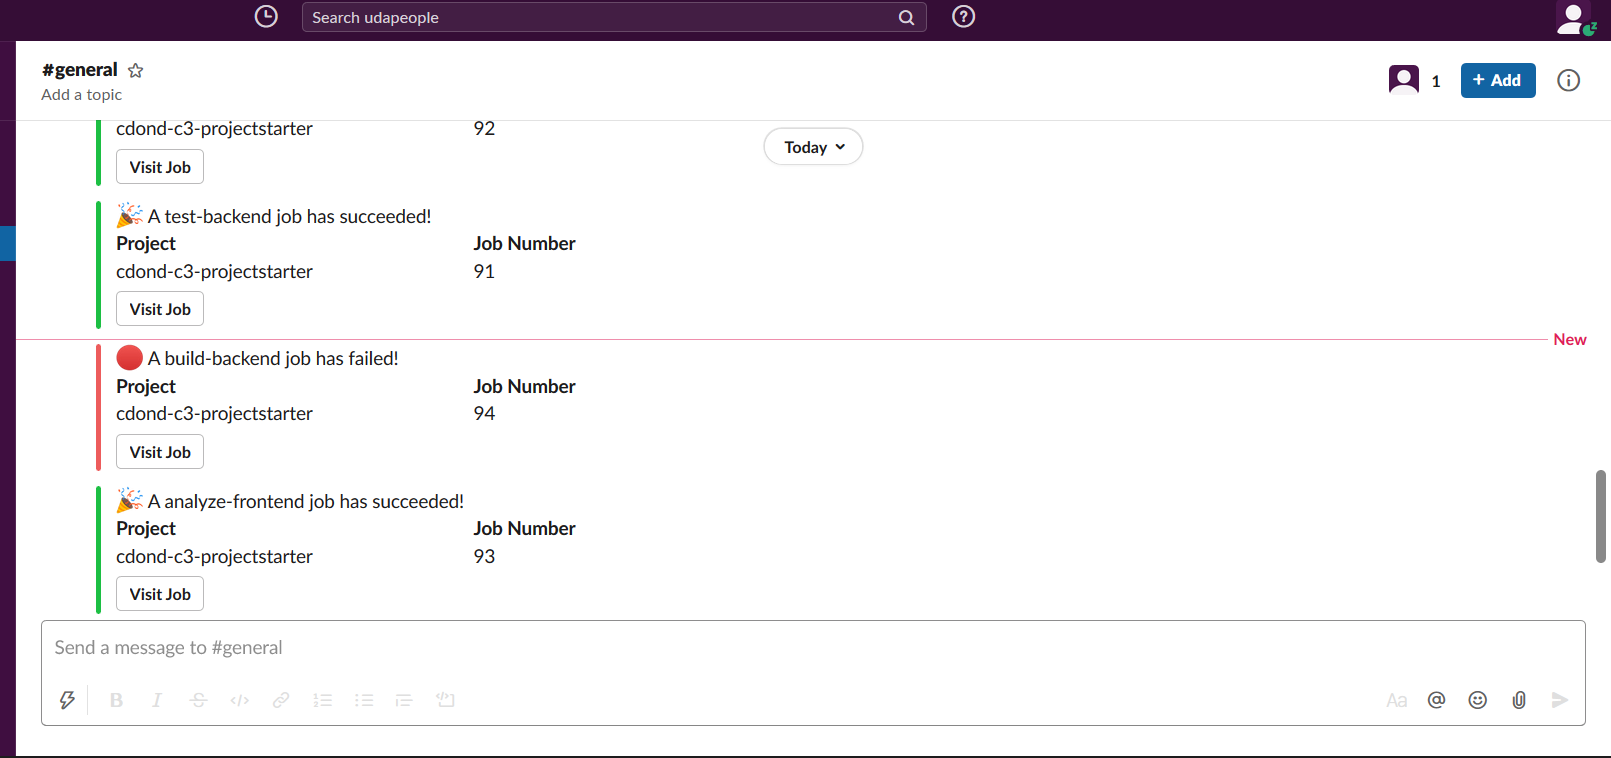 Search udapeople
#general
Add a topic
1
+ Add
cdond-c3-projectstarter 92
Today
Visit Job
A test-backend job has succeeded!
Project Job Number
cdond-c3-projectstarter 91
Visit Job
New
A build-backend job has failed!
Project Job Number
cdond-c3-projectstarter 94
Visit Job
A analyze-frontend job has succeeded!
Project Job Number
cdond-c3-projectstarter 93
Visit Job
Send a message to #general
B I S </> Aa @